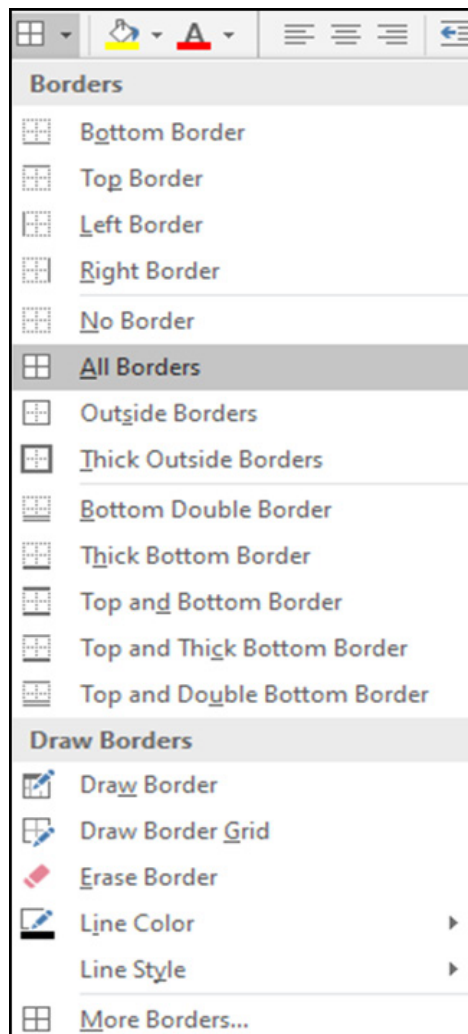 A
Borders
Bottom Border
Top Border
Left Border
Right Border
No Border
All Borders
Outside Borders
Thick Outside Borders
Bottom Double Border
Thick Bottom Border
Top and Bottom Border
Top and Thick Bottom Border
Top and Double Bottom Border
Draw Borders
Draw Border
Draw Border Grid
Erase Border
Line Color
Line Style
More Borders...